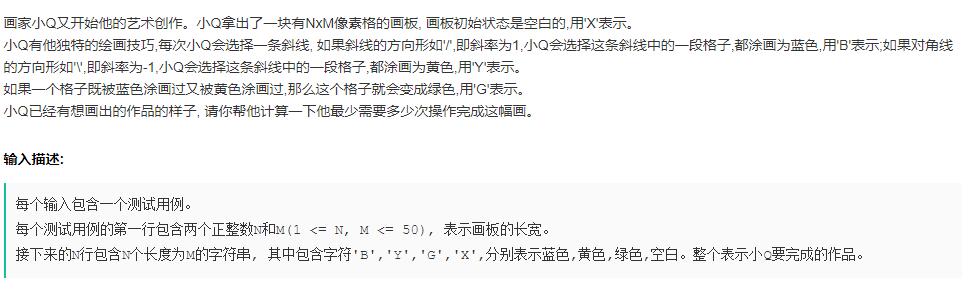 画家小Q又开始他的艺术创作。小Q拿出了一块有NxM像素格的画板, 画板初始状态是空白的,用'X'表示。
小Q有他独特的绘画技巧,每次小Q会选择一条斜线, 如果斜线的方向形如'/',即斜率为1,小Q会选择这条斜线中的一段格子,都涂画为蓝色,用'B'表示;如果对角线
的方向形如'\',即斜率为-1,小Q会选择这条斜线中的一段格子,都涂画为黄色,用'Y'表示。
如果一个格子既被蓝色涂画过又被黄色涂画过,那么这个格子就会变成绿色,用'G'表示。
小Q已经有想画出的作品的样子, 请你帮他计算一下他最少需要多少次操作完成这幅画。
输入描述:
每个输入包含一个测试用例。
每个测试用例的第一行包含两个正整数N和M(1 <= N, M <= 50), 表示画板的长宽。
接下来的N行包含N个长度为M的字符串, 其中包含字符'B','Y','G','X',分别表示蓝色,黄色,绿色,空白。整个表示小Q要完成的作品。